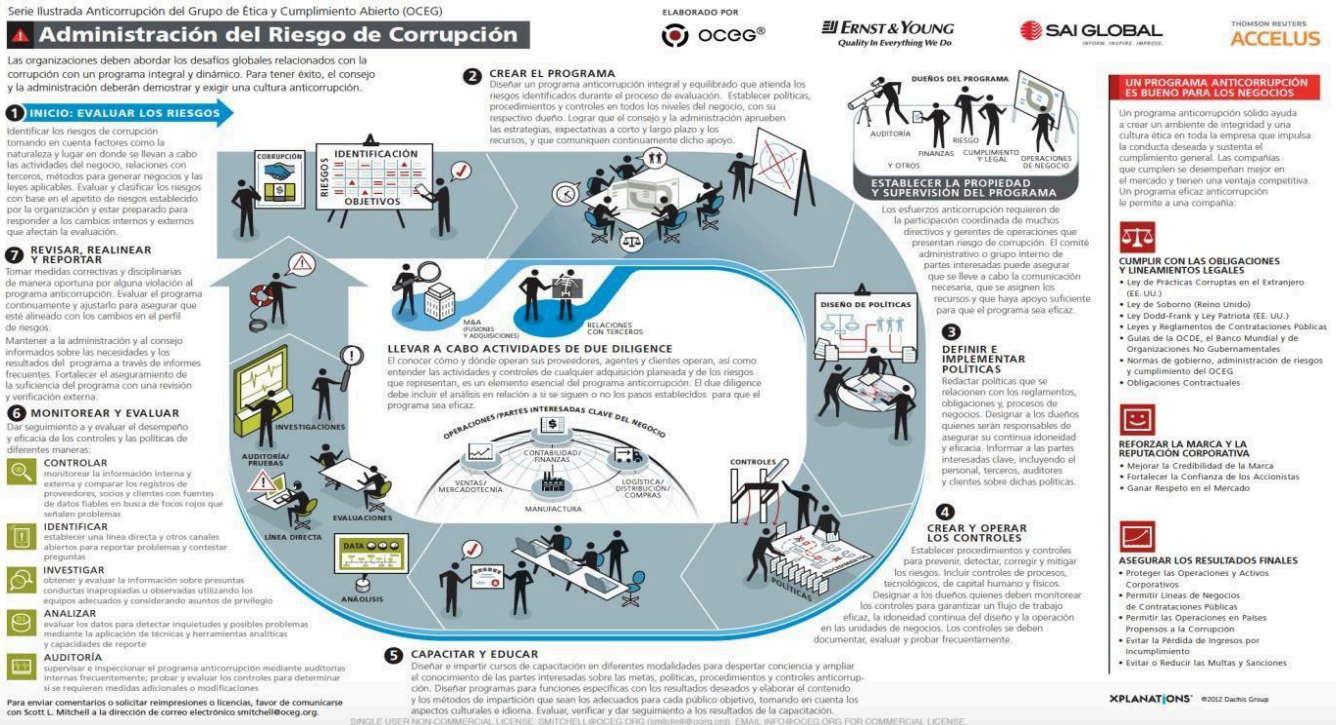 Serie Ilustrada Anticorrupción del Grupo de Ética y Cumplimiento Abierto (OCEG)
Administración del Riesgo de Corrupción
Las organizaciones deben abordar los desafíos globales relacionados con la
corrupción con un programa integral y dinámico. Para tener éxito, el consejo
y la administración deberán demostrar y exigir una cultura anticorrupción.
ELABORADO POR
OCEG®
ERNST & YOUNG
Quality In Everything We Do
SAI GLOBAL
INFORM. INSPIRE. IMPROVE.
THOMSON REUTERS
ACCELUS
1 INICIO: EVALUAR LOS RIESGOS
Identificar los riesgos de corrupción
tomando en cuenta factores como la
naturaleza y lugar en donde se llevan a cabo
las actividades del negocio, relaciones con
terceros, métodos para generar negocios y las
leyes aplicables. Evaluar y clasificar los riesgos
con base en el apetito de riesgos establecido
por la organización y estar preparado para
responder a los cambios internos y externos
que afectan la evaluación.
CORRUPCIÓN
IDENTIFICACIÓN
RIESGOS
OBJETIVOS
2 CREAR EL PROGRAMA
Diseñar un programa anticorrupción integral y equilibrado que atienda los
riesgos identificados durante el proceso de evaluación. Establecer políticas,
procedimientos y controles en todos los niveles del negocio, con su
respectivo dueño. Lograr que el consejo y la administración aprueben
las estrategias, expectativas a corto y largo plazo y los
recursos, y que comuniquen continuamente dicho apoyo.
DUEÑOS DEL PROGRAMA
AUDITORÍA
FINANZAS
RIESGO
CUMPLIMIENTO
Y LEGAL
OPERACIONES
DE NEGOCIO
Y OTROS
ESTABLECER LA PROPIEDAD
Y SUPERVISIÓN DEL PROGRAMA
Los esfuerzos anticorrupción requieren de
la participación coordinada de muchos
directivos y gerentes de operaciones que
presentan riesgo de corrupción. El comité
administrativo o grupo interno de
partes interesadas puede asegurar
que se lleve a cabo la comunicación
necesaria, que se asignen los
recursos y que haya apoyo suficiente
para que el programa sea eficaz.
DISEÑO DE POLÍTICAS
3 DEFINIR E
IMPLEMENTAR
POLÍTICAS
Redactar políticas que se
relacionen con los reglamentos,
obligaciones y, procesos de
negocios. Designar a los dueños
quienes serán responsables de
asegurar su continua idoneidad
y eficacia. Informar a las partes
interesadas clave, incluyendo el
personal, terceros, auditores
y clientes sobre dichas políticas.
4 CREAR Y OPERAR
LOS CONTROLES
Establecer procedimientos y controles
para prevenir, detectar, corregir y mitigar
los riesgos. Incluir controles de procesos,
tecnológicos, de capital humano y físicos.
Designar a los dueños quienes deben monitorear
los controles para garantizar un flujo de trabajo
eficaz, la idoneidad continua del diseño y la operación
en las unidades de negocios. Los controles se deben
documentar, evaluar y probar frecuentemente.
CONTROLES
POLÍTICAS
PROCEDIMIENTOS
M&A
(FUSIONES
Y ADQUISICIONES)
RELACIONES
CON TERCEROS
LLEVAR A CABO ACTIVIDADES DE DUE DILIGENCE
El conocer cómo y dónde operan sus proveedores, agentes y clientes operan, así como
entender las actividades y controles de cualquier adquisición planeada y de los riesgos
que representan, es un elemento esencial del programa anticorrupción. El due diligence
debe incluir el análisis en relación a si se siguen o no los pasos establecidos para que el
programa sea eficaz.
OPERACIONES/PARTES INTERESADAS CLAVE DEL NEGOCIO
CONTABILIDAD/
FINANZAS
VENTAS/
MERCADOTECNIA
LOGÍSTICA/
DISTRIBUCIÓN/
COMPRAS
MANUFACTURA
5 CAPACITAR Y EDUCAR
Diseñar e impartir cursos de capacitación en diferentes modalidades para despertar conciencia y ampliar
el conocimiento de las partes interesadas sobre las metas, políticas, procedimientos y controles anticorrup-
ción. Diseñar programas para funciones específicas con los resultados deseados y elaborar el contenido
y los métodos de impartición que sean los adecuados para cada público objetivo, tomando en cuenta los
aspectos culturales e idioma. Evaluar, verificar y dar seguimiento a los resultados de la capacitación.
INVESTIGACIONES
AUDITORÍA/
PRUEBAS
EVALUACIONES
LÍNEA DIRECTA
DATA
ANÁOLISIS
7 REVISAR, REALINEAR
Y REPORTAR
Tomar medidas correctivas y disciplinarias
de manera oportuna por alguna violación al
programa anticorrupción. Evaluar el programa
continuamente y ajustarlo para asegurar que
esté alineado con los cambios en el perfil
de riesgos.
Mantener a la administración y al consejo
informados sobre las necesidades y los
resultados del programa a través de informes
frecuentes. Fortalecer el aseguramiento de
la suficiencia del programa con una revisión
y verificación externa.
6 MONITOREAR Y EVALUAR
Dar seguimiento a y evaluar el desempeño
y eficacia de los controles y las políticas de
diferentes maneras:
CONTROLAR
monitorear la información interna y
externa y comparar los registros de
proveedores, socios y clientes con fuentes
de datos fiables en busca de focos rojos que
señalen problemas
IDENTIFICAR
establecer una línea directa y otros canales
abiertos para reportar problemas y contestar
preguntas
INVESTIGAR
obtener y evaluar la información sobre presuntas
conductas inapropiadas u observadas utilizando los
equipos adecuados y considerando asuntos de privilegio
ANALIZAR
evaluar los datos para detectar inquietudes y posibles problemas
mediante la aplicación de técnicas y herramientas analíticas
y capacidades de reporte
AUDITORÍA
supervisar e inspeccionar el programa anticorrupción mediante auditorías
internas frecuentemente; probar y evaluar los controles para determinar
si se requieren medidas adicionales o modificaciones
Para enviar comentarios o solicitar reimpresiones o licencias, favor de comunicarse
con Scott L. Mitchell a la dirección de correo electrónico smitchell@oceg.org.
UN PROGRAMA ANTICORRUPCIÓN
ES BUENO PARA LOS NEGOCIOS
Un programa anticorrupción sólido ayuda
a crear un ambiente de integridad y una
cultura ética en toda la empresa que impulsa
la conducta deseada y sustenta el
cumplimiento general. Las compañías
que cumplen se desempeñan mejor en
el mercado y tienen una ventaja competitiva.
Un programa eficaz anticorrupción
le permite a una compañía:
CUMPLIR CON LAS OBLIGACIONES
Y LINEAMIENTOS LEGALES
• Ley de Prácticas Corruptas en el Extranjero
(EE. UU.)
• Ley de Soborno (Reino Unido)
• Ley Dodd-Frank y Ley Patriota (EE. UU.)
• Leyes y Reglamentos de Contrataciones Públicas
• Guías de la OCDE, el Banco Mundial y de
Organizaciones No Gubernamentales
• Normas de gobierno, administración de riesgos
y cumplimiento del OCEG
• Obligaciones Contractuales
REFORZAR LA MARCA Y LA
REPUTACIÓN CORPORATIVA
• Mejorar la Credibilidad de la Marca
• Fortalecer la Confianza de los Accionistas
• Ganar Respeto en el Mercado
ASEGURAR LOS RESULTADOS FINALES
• Proteger las Operaciones y Activos
Corporativos
• Permitir Líneas de Negocios
de Contrataciones Públicas
• Permitir las Operaciones en Países
Propensos a la Corrupción
• Evitar la Pérdida de Ingresos por
Incumplimiento
• Evitar o Reducir las Multas y Sanciones
XPLANATIONS® ©2012 Dachis Group
SINGLE USER NON-COMMERCIAL LICENSE: SMITCHELL@OCEG.ORG (smitchell@oceg.org). EMAIL INFO@OCEG.ORG FOR COMMERCIAL LICENSE.